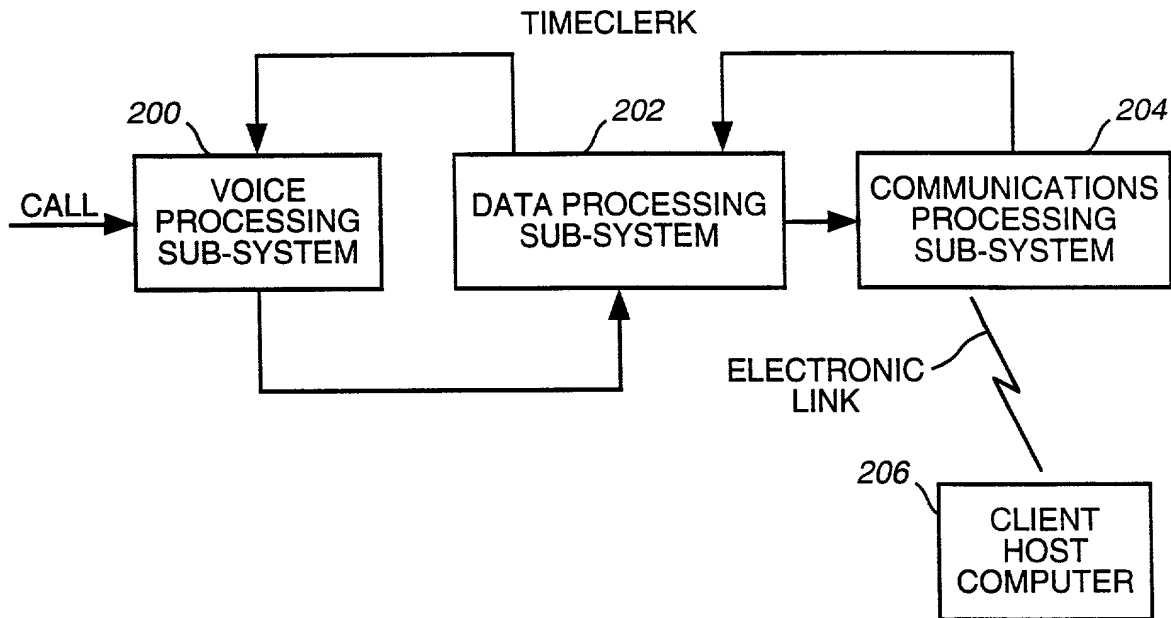 TIMECLERK
200
202
204
CALL
VOICE
PROCESSING
SUB-SYSTEM
DATA PROCESSING
SUB-SYSTEM
COMMUNICATIONS
PROCESSING
SUB-SYSTEM
ELECTRONIC
LINK
206
CLIENT
HOST
COMPUTER